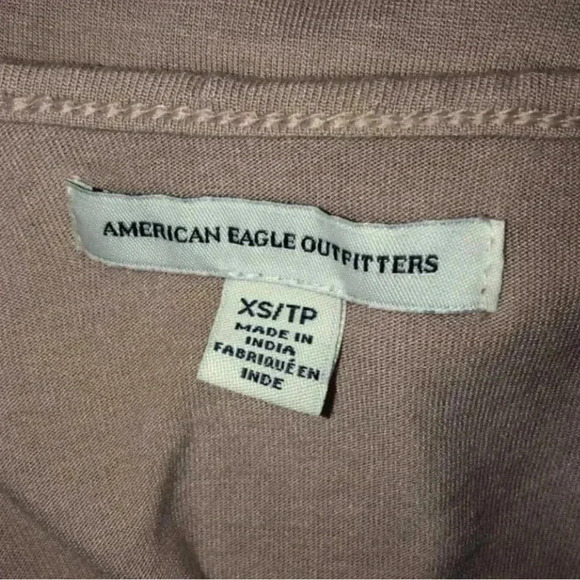 AMERICAN EAGLE OUTFITTERS
XS/TP
MADE IN
INDIA
FABRIQUÉ EN
INDE